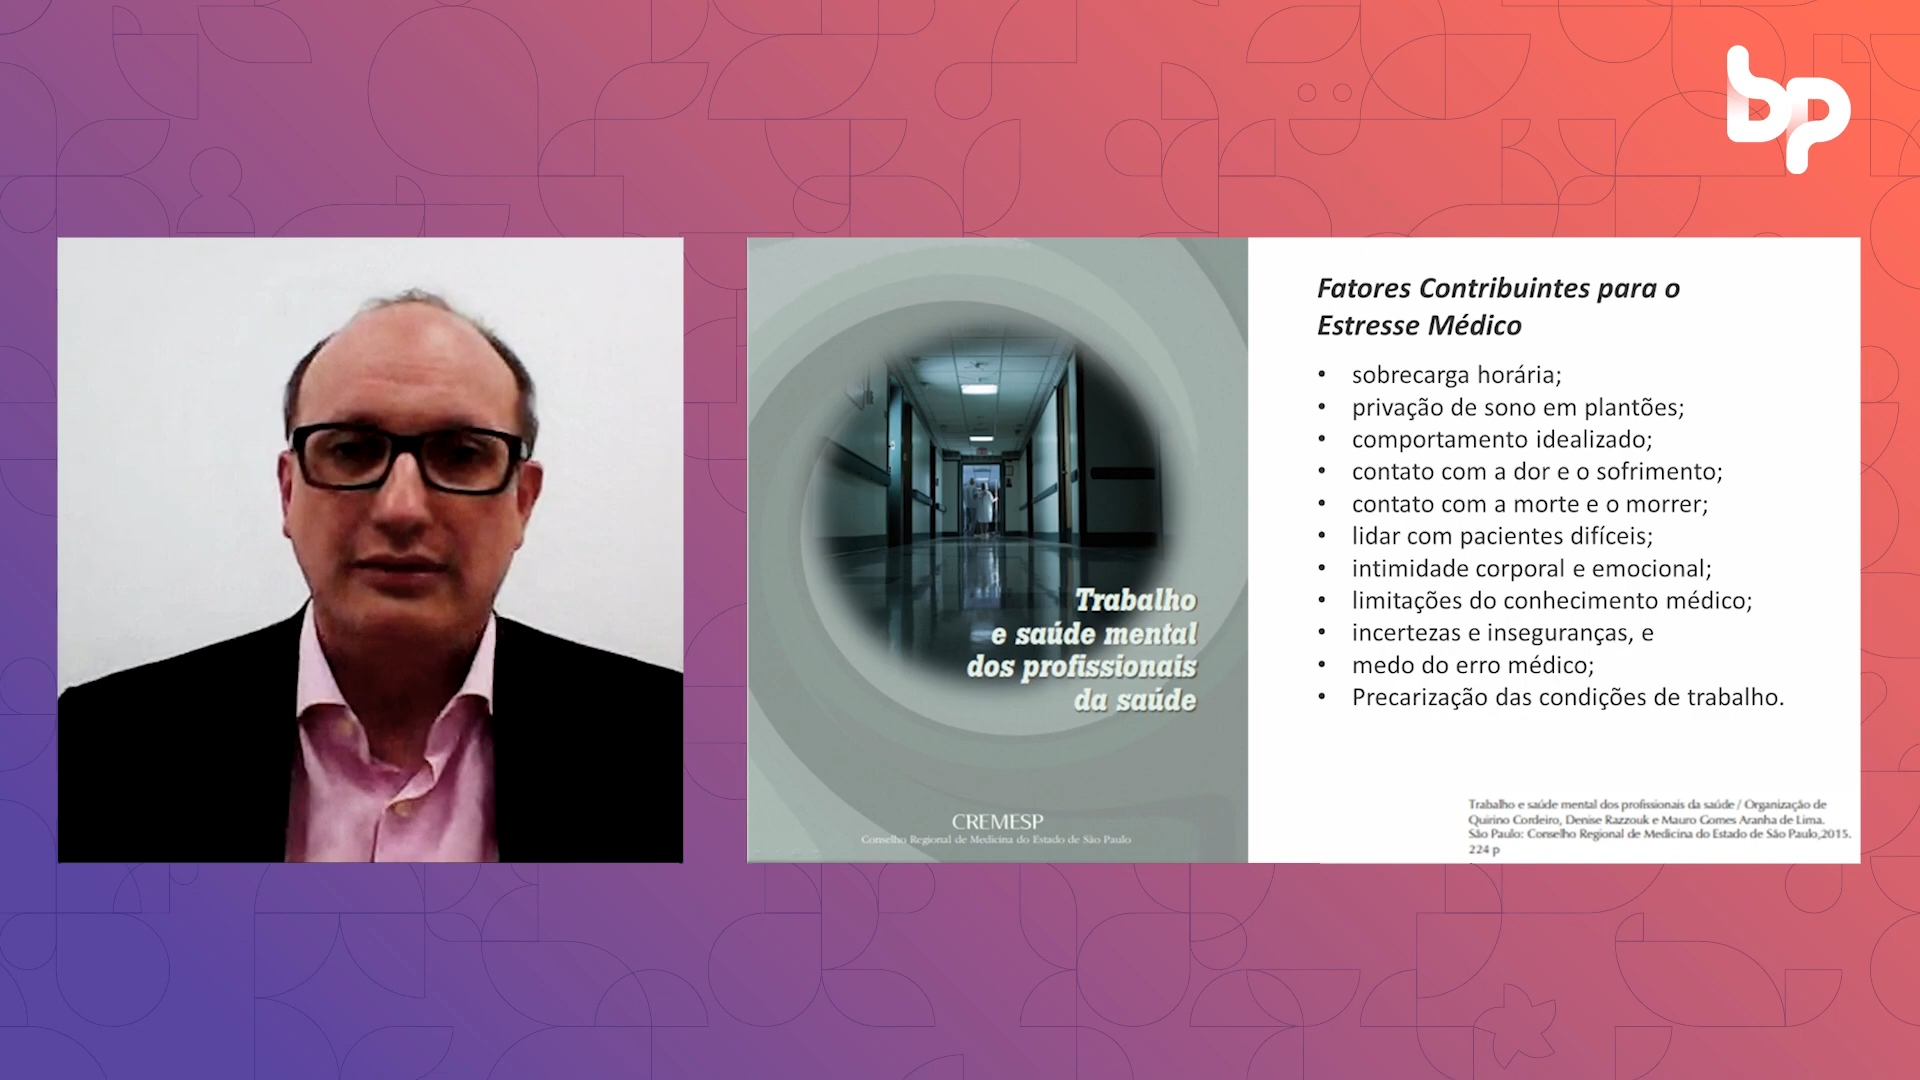 bp
Trabalho
e saúde mental
dos profissionais
da saúde
CREMESP
Conselho Regional de Medicina do Estado de São Paulo
Fatores Contribuintes para o
Estresse Médico
• sobrecarga horária;
• privação de sono em plantões;
• comportamento idealizado;
• contato com a dor e o sofrimento;
• contato com a morte e o morrer;
• lidar com pacientes difíceis;
• intimidade corporal e emocional;
• limitações do conhecimento médico;
• incertezas e inseguranças, e
• medo do erro médico;
• Precarização das condições de trabalho.
Trabalho e saúde mental dos profissionais da saúde / Organização de
Quirino Cordeiro, Denise Razzouk e Mauro Gomes Aranha de Lima.
São Paulo: Conselho Regional de Medicina do Estado de São Paulo,2015.
224 p